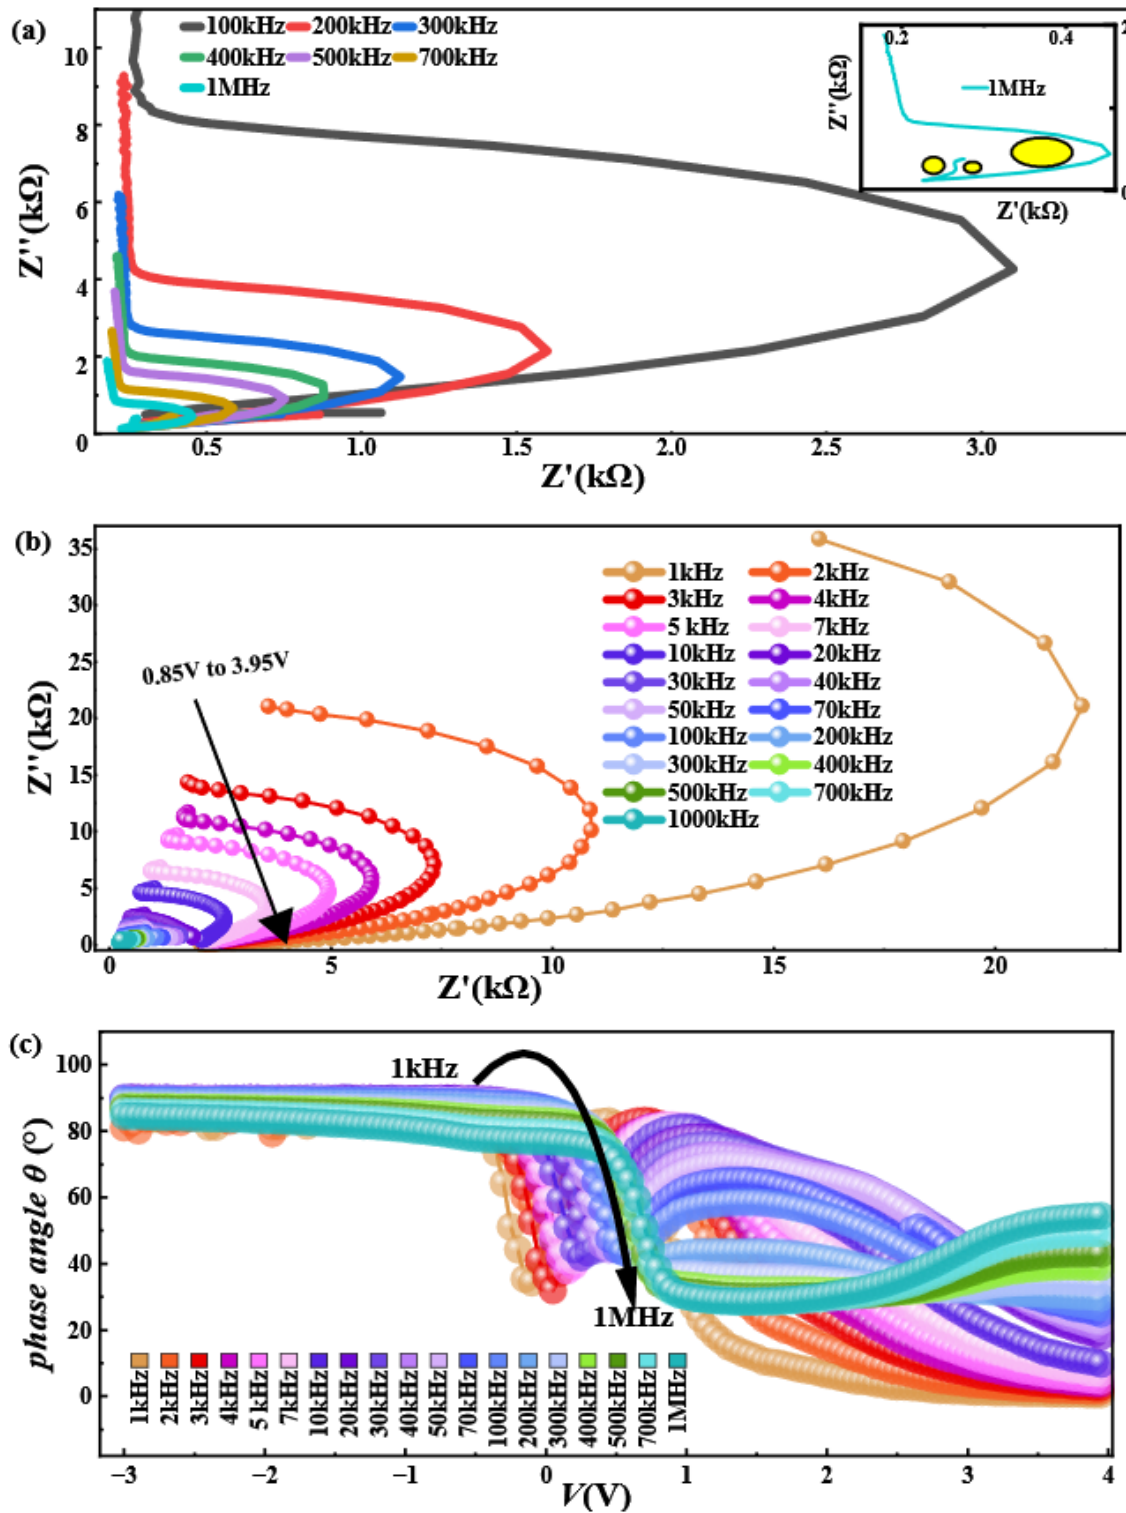 (a)
100kHz 200kHz 300kHz
400kHz 500kHz 700kHz
1MHz
10
8
6
4
2
0
Z''(kΩ)
0.5 1.0 1.5 2.0 2.5 3.0
Z'(kΩ)
0.2 0.4
2
0
1MHz
Z''(kΩ)
Z'(kΩ)
(b)
35
30
25
20
15
10
5
0
Z''(kΩ)
0.85V to 3.95V
1kHz 2kHz
3kHz 4kHz
5 kHz 7kHz
10kHz 20kHz
30kHz 40kHz
50kHz 70kHz
100kHz 200kHz
300kHz 400kHz
500kHz 700kHz
1000kHz
0 5 10 15 20
Z'(kΩ)
(c)
100
80
60
40
20
0
phase angle θ (°)
1kHz
1MHz
1kHz
2kHz
3kHz
4kHz
5 kHz
7kHz
10kHz
20kHz
30kHz
40kHz
50kHz
70kHz
100kHz
200kHz
300kHz
400kHz
500kHz
700kHz
1MHz
−3 −2 −1 0 1 2 3 4
V(V)